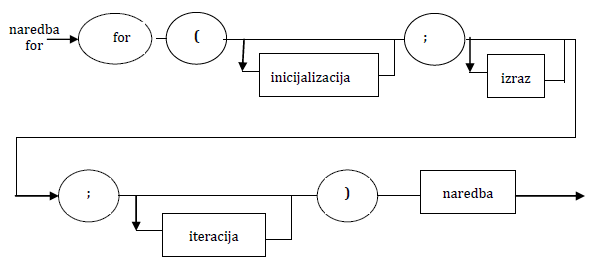 naredba
for
for
(
inicijalizacija
;
izraz
;
iteracija
)
naredba